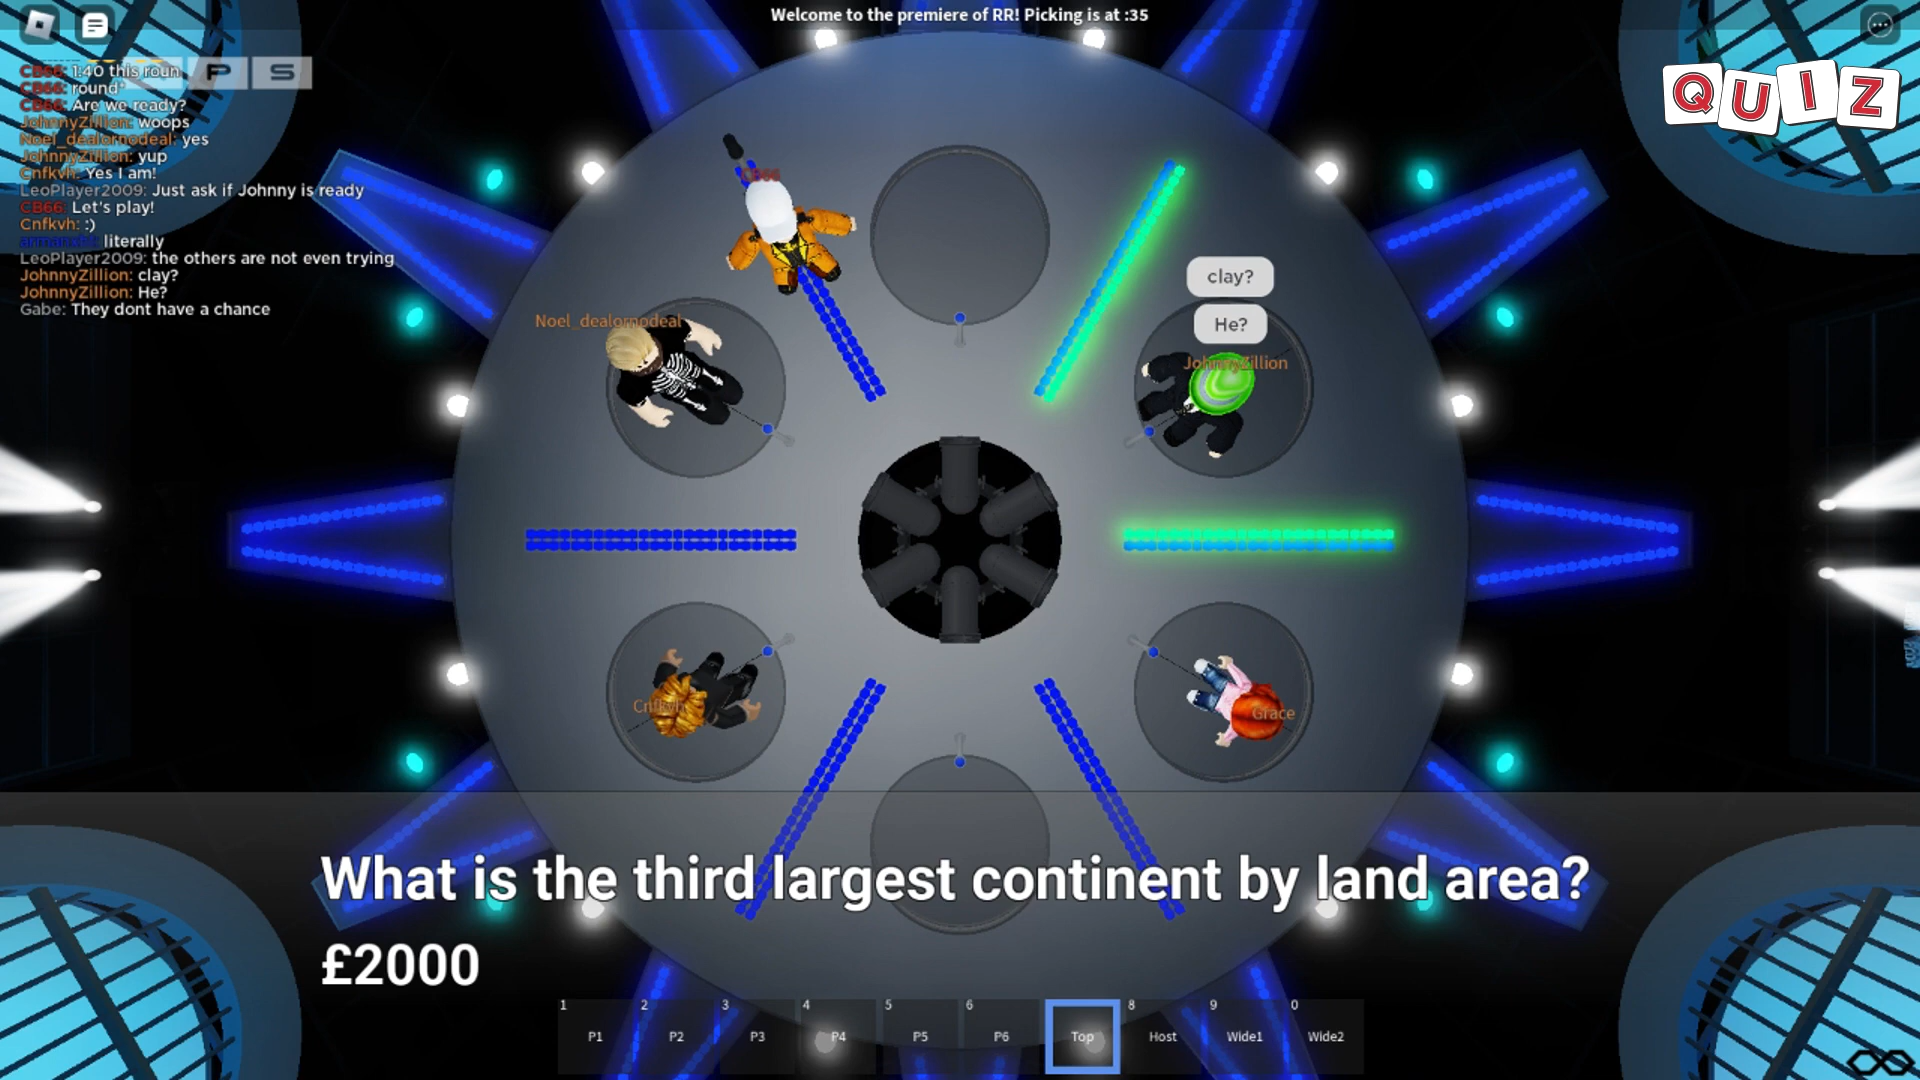 Welcome to the premiere of RR! Picking is at :35
QUIZ
P S
CB66: 1:40 this roun
CB66: round*
CB66: Are we ready?
JohnnyZillion: woops
Noel_dealornodeal: yes
JohnnyZillion: yup
Cnfkvh: Yes I am!
LeoPlayer2009: Just ask if Johnny is ready
CB66: Let's play!
Cnfkvh: :)
literally
LeoPlayer2009: the others are not even trying
JohnnyZillion: clay?
JohnnyZillion: He?
Gabe: They dont have a chance
CB66
clay?
He?
Noel_dealornodeal
JohnnyZillion
Cnfkvh
Grace
What is the third largest continent by land area?
£2000
1 2 3 4 5 6 8 9 0
P1 P2 P3 P4 P5 P6 Top Host Wide1 Wide2